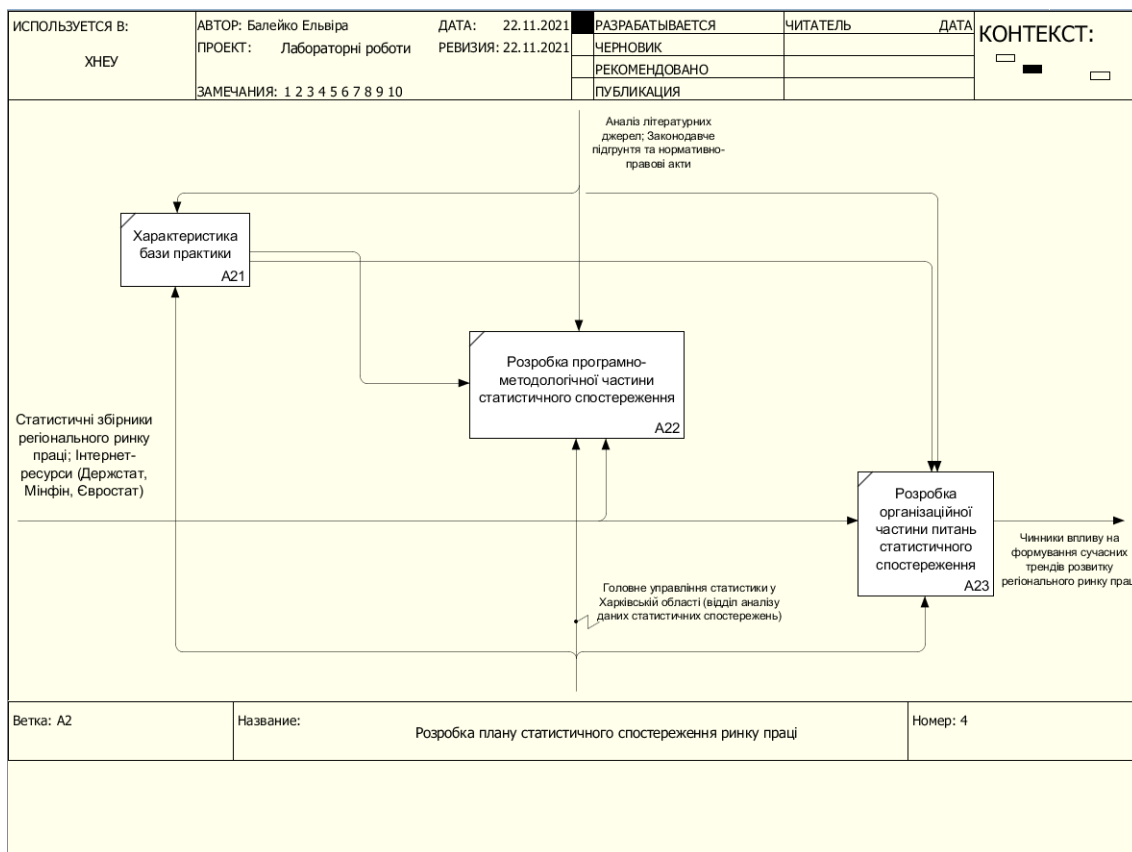 ИСПОЛЬЗУЕТСЯ В:
ХНЕУ
АВТОР: Балейко Ельвіра
ДАТА: 22.11.2021
ПРОЕКТ: Лабораторні роботи
РЕВИЗИЯ: 22.11.2021
ЗАМЕЧАНИЯ: 1 2 3 4 5 6 7 8 9 10
РАЗРАБАТЫВАЕТСЯ
ЧЕРНОВИК
РЕКОМЕНДОВАНО
ПУБЛИКАЦИЯ
ЧИТАТЕЛЬ ДАТА
КОНТЕКСТ:
Аналіз літературних
джерел; Законодавче
підгрунтя та нормативно-
правові акти
Характеристика
бази практики
A21
Розробка програмно-
методологічної частини
статистичного спостереження
A22
Статистичні збірники
регіонального ринку
праці; Інтернет-
ресурси (Держстат,
Мінфін, Євростат)
Розробка
організаційної
частини питань
статистичного
спостереження
A23
Чинники впливу на
формування сучасних
трендів розвитку
регіонального ринку прац
Головне управління статистики у
Харківській області (відділ аналізу
даних статистичних спостережень)
Ветка: A2
Название:
Розробка плану статистичного спостереження ринку праці
Номер: 4